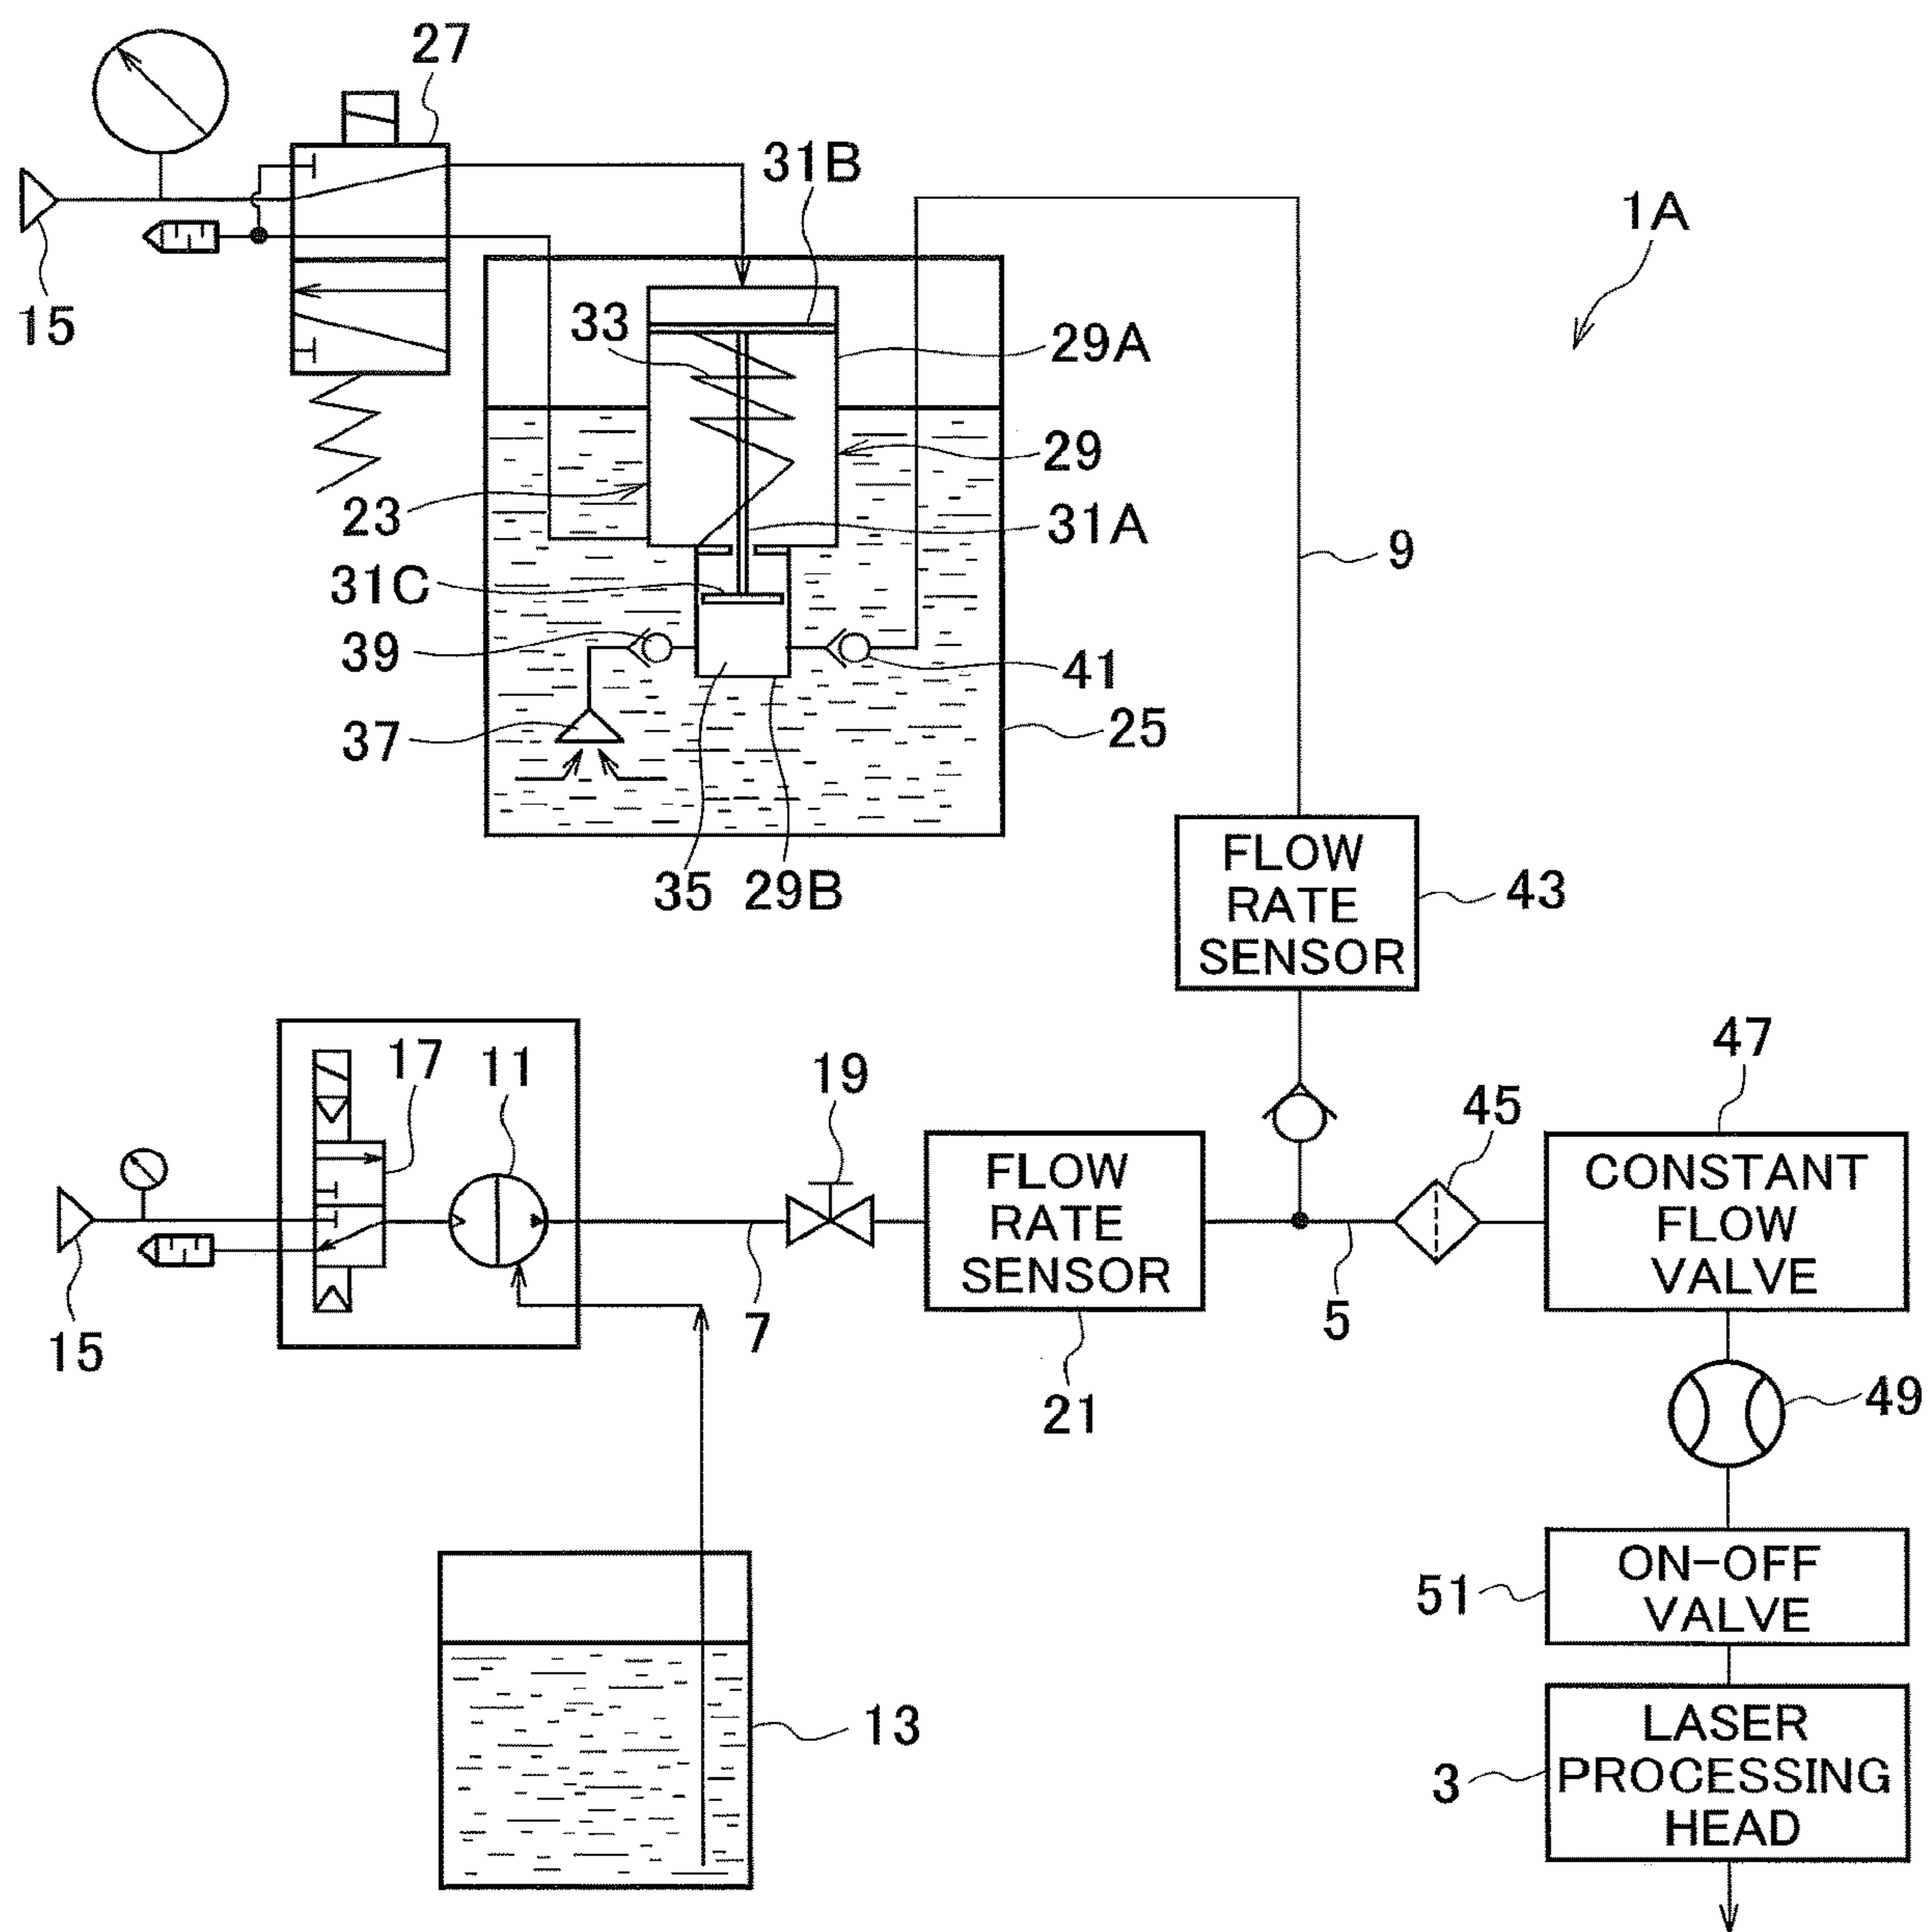 27
31B
1A
15
33
29A
29
23
31A
9
31C
39
41
37
25
35
29B
FLOW
RATE
SENSOR
43
17
11
19
47
45
FLOW
RATE
SENSOR
CONSTANT
FLOW
VALVE
15
7
5
21
49
ON-OFF
VALVE
51
13
LASER
PROCESSING
HEAD
3